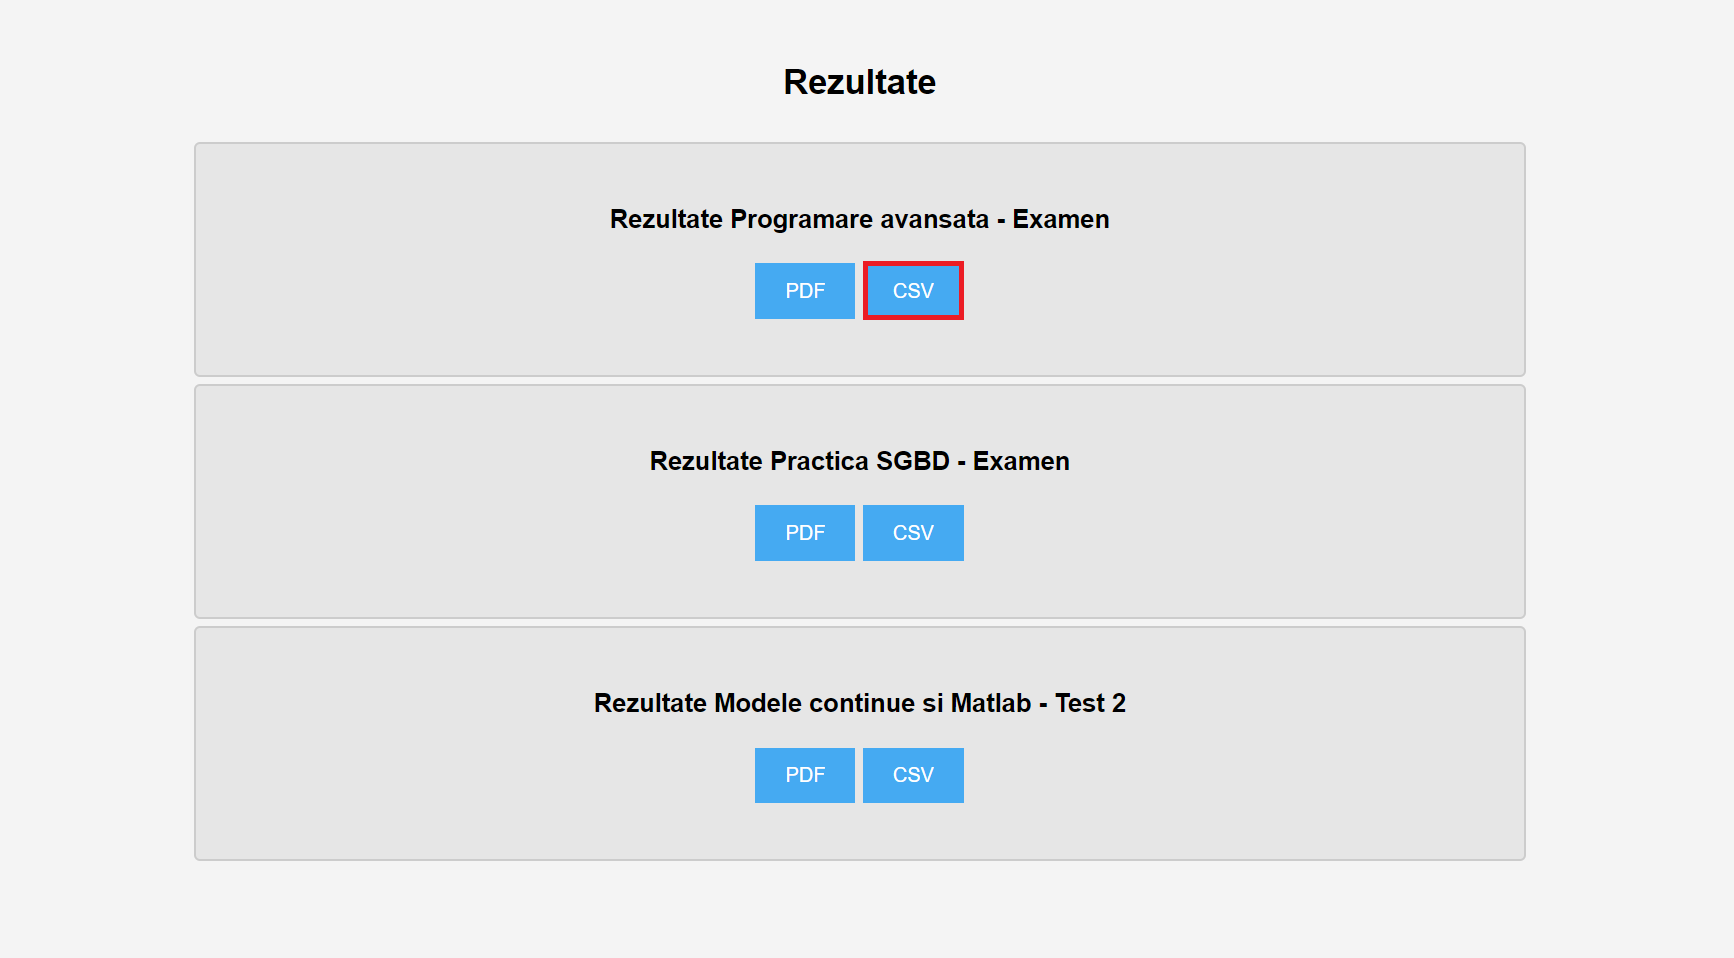 Rezultate
Rezultate Programare avansata - Examen
PDF CSV
Rezultate Practica SGBD - Examen
PDF CSV
Rezultate Modele continue si Matlab - Test 2
PDF CSV